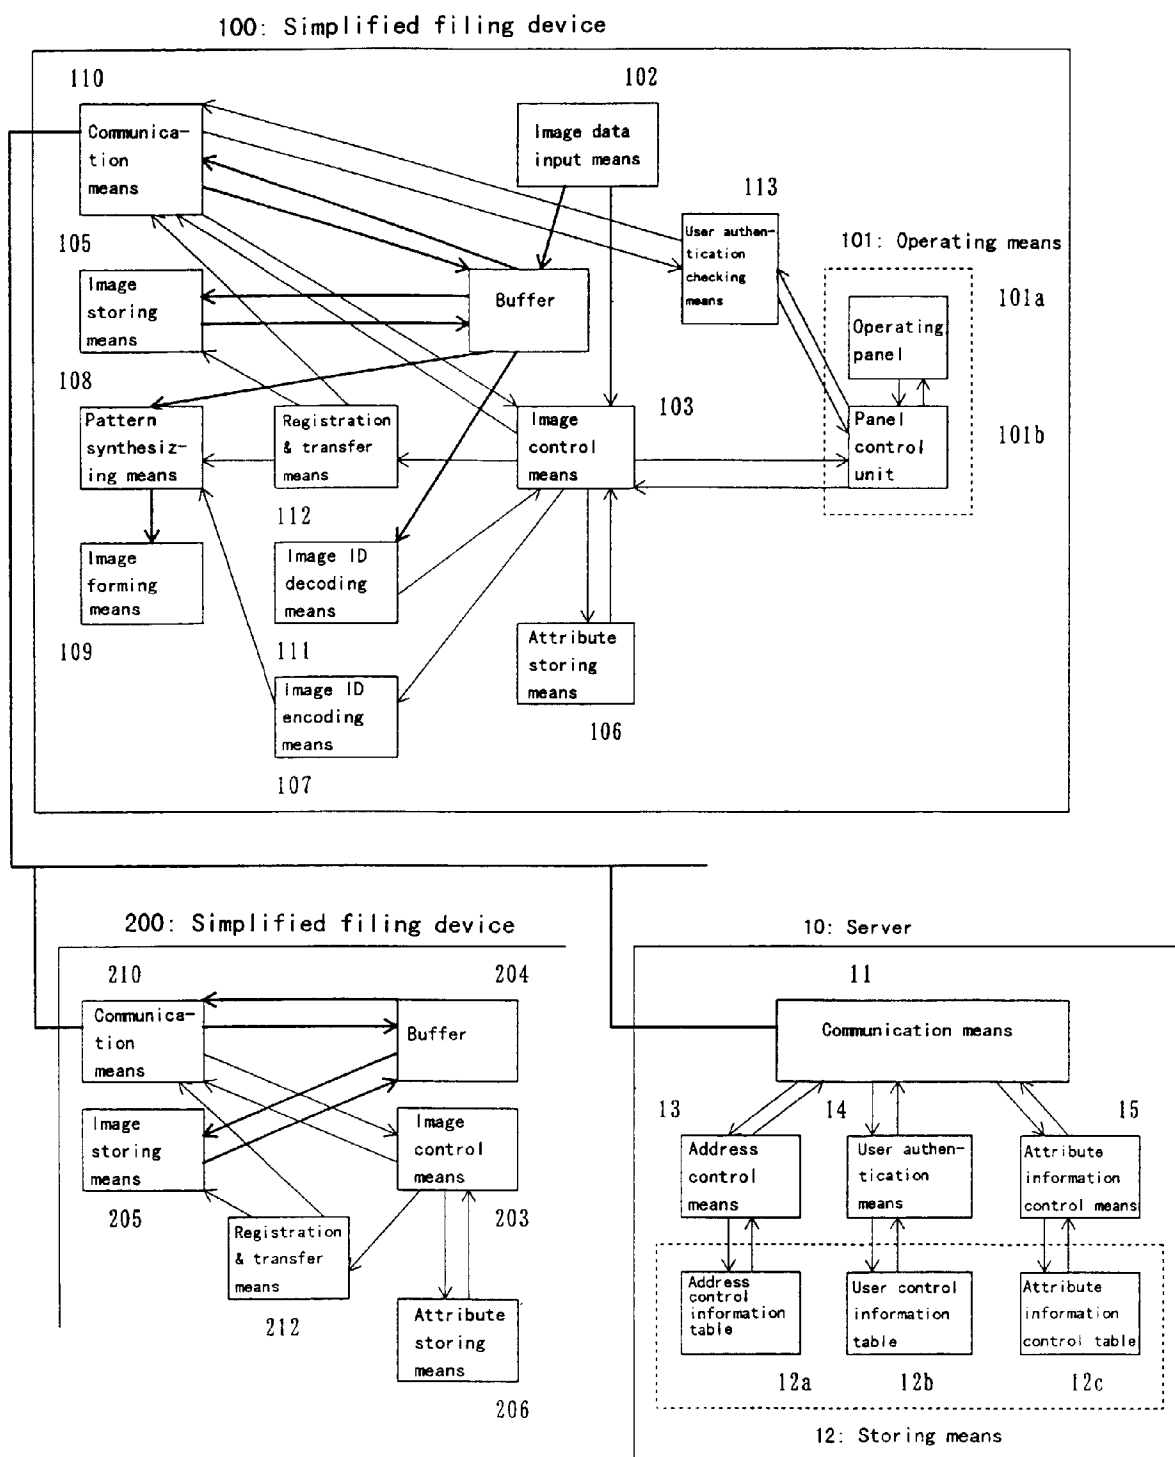 100: Simplified filing device
110
102
Communica-
tion
means
Image data
input means
113
105
User authen-
tication
checking
means
101: Operating means
Image
storing
means
Buffer
101a
Operating
panel
108
103
Pattern
synthesiz-
ing means
Registration
& transfer
means
Image
control
means
Panel
control
unit
101b
112
Image
forming
means
Image ID
decoding
means
109
111
Attribute
storing
means
Image ID
encoding
means
106
107
200: Simplified filing device
10: Server
210
204
11
Communica-
tion
means
Buffer
Communication means
13
14
15
Image
storing
means
Image
control
means
Address
control
means
User authen-
tication
means
Attribute
information
control means
205
203
Registration
& transfer
means
212
Attribute
storing
means
206
Address
control
information
table
User control
information
table
Attribute
information
control table
12a
12b
12c
12: Storing means